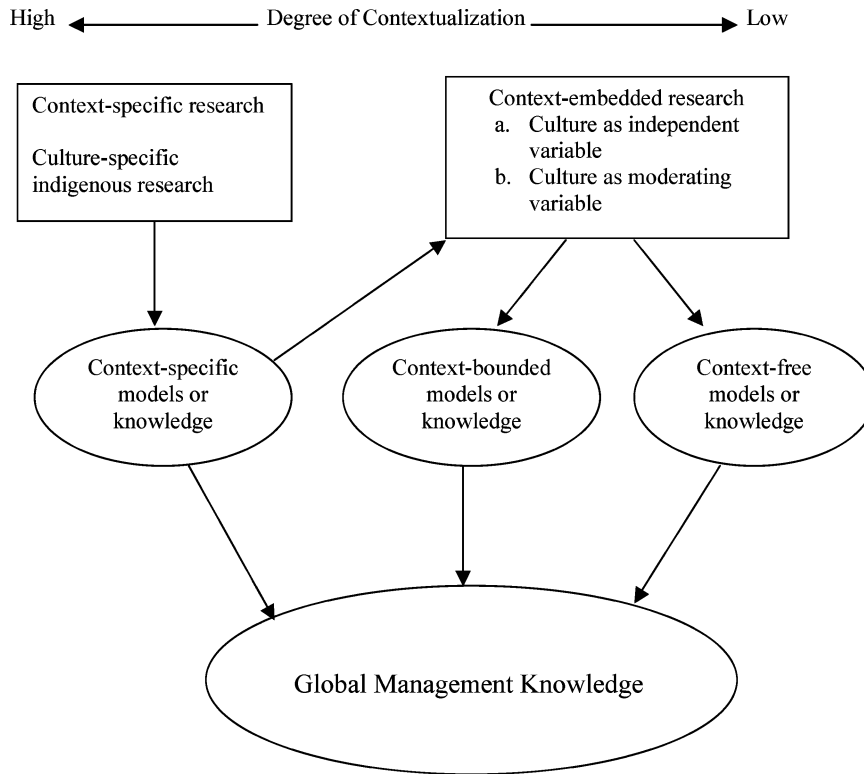 High Degree of Contextualization Low
Context-specific research
Culture-specific
indigenous research
Context-embedded research
a. Culture as independent
variable
b. Culture as moderating
variable
Context-specific
models or
knowledge
Context-bounded
models or
knowledge
Context-free
models or
knowledge
Global Management Knowledge